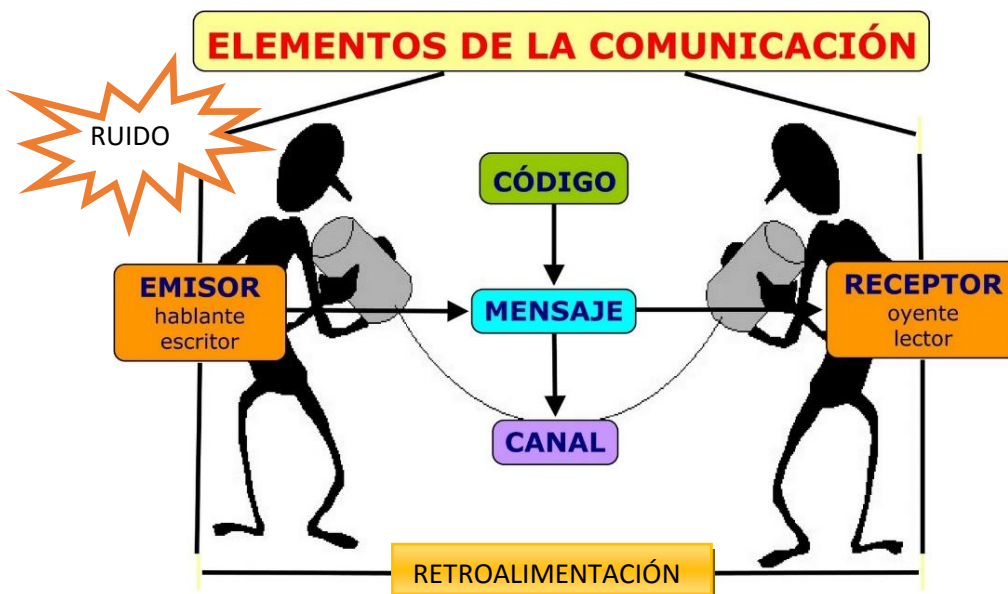 ELEMENTOS DE LA COMUNICACIÓN
RUIDO
CÓDIGO
EMISOR
hablante
escritor
MENSAJE
RECEPTOR
oyente
lector
CANAL
RETROALIMENTACIÓN